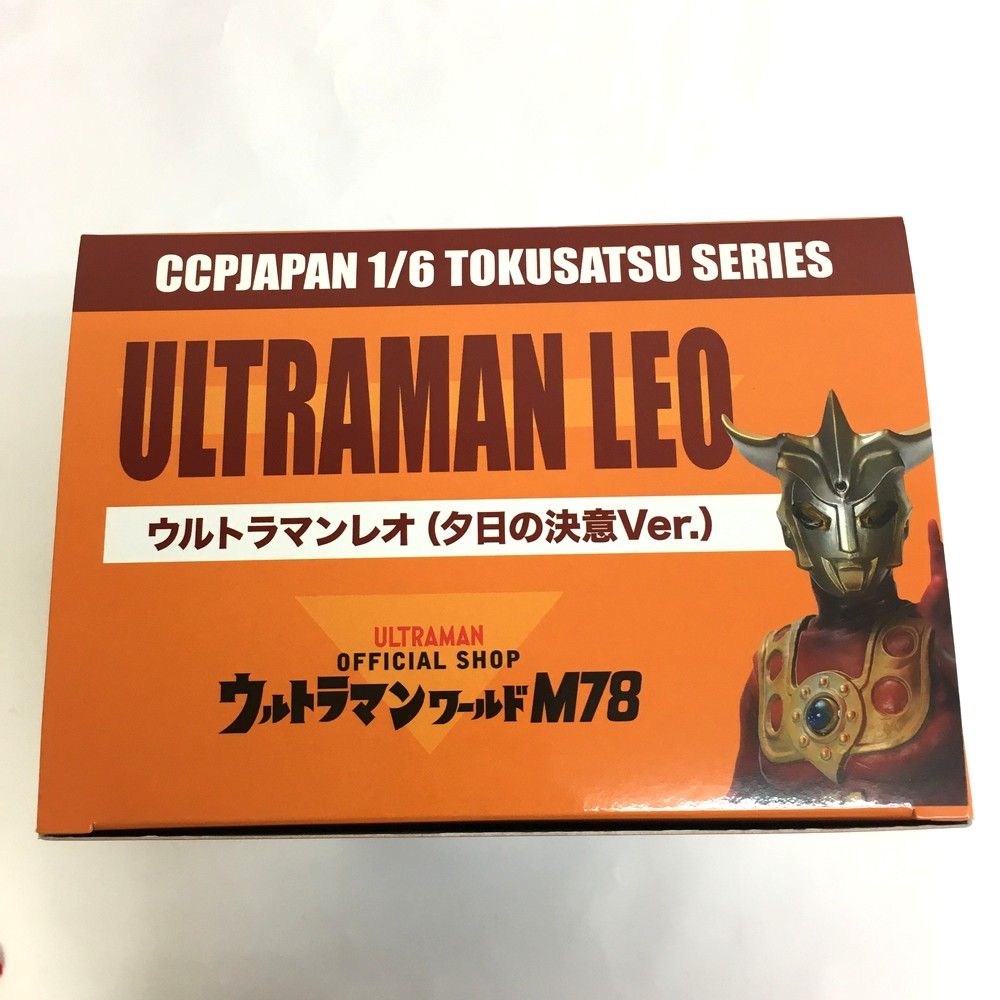 CCPJAPAN 1/6 TOKUSATSU SERIES
ULTRAMAN LEO
ウルトラマンレオ（夕日の決意Ver.）
ULTRAMAN
OFFICIAL SHOP
ウルトラマンワールドM78